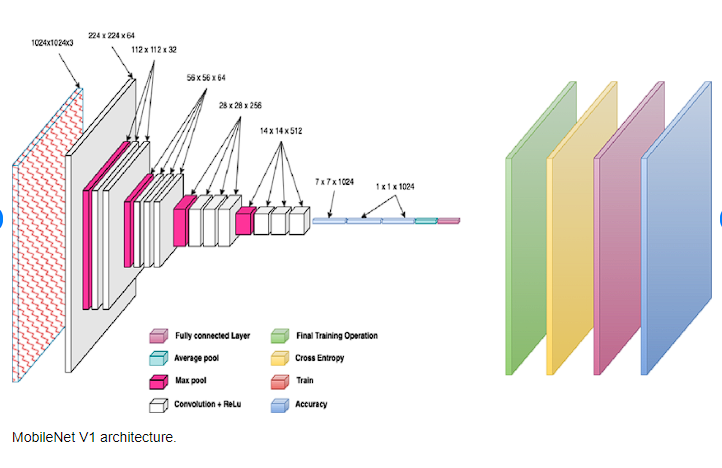 1024x1024x3
224 x 224 x 64
112 x 112 x 32
56 x 56 x 64
28 x 28 x 256
14 x 14 x 512
7 x 7 x 1024
1 x 1 x 1024
Fully connected Layer
Final Training Operation
Average pool
Cross Entropy
Max pool
Train
Convolution + ReLu
Accuracy
MobileNet V1 architecture.